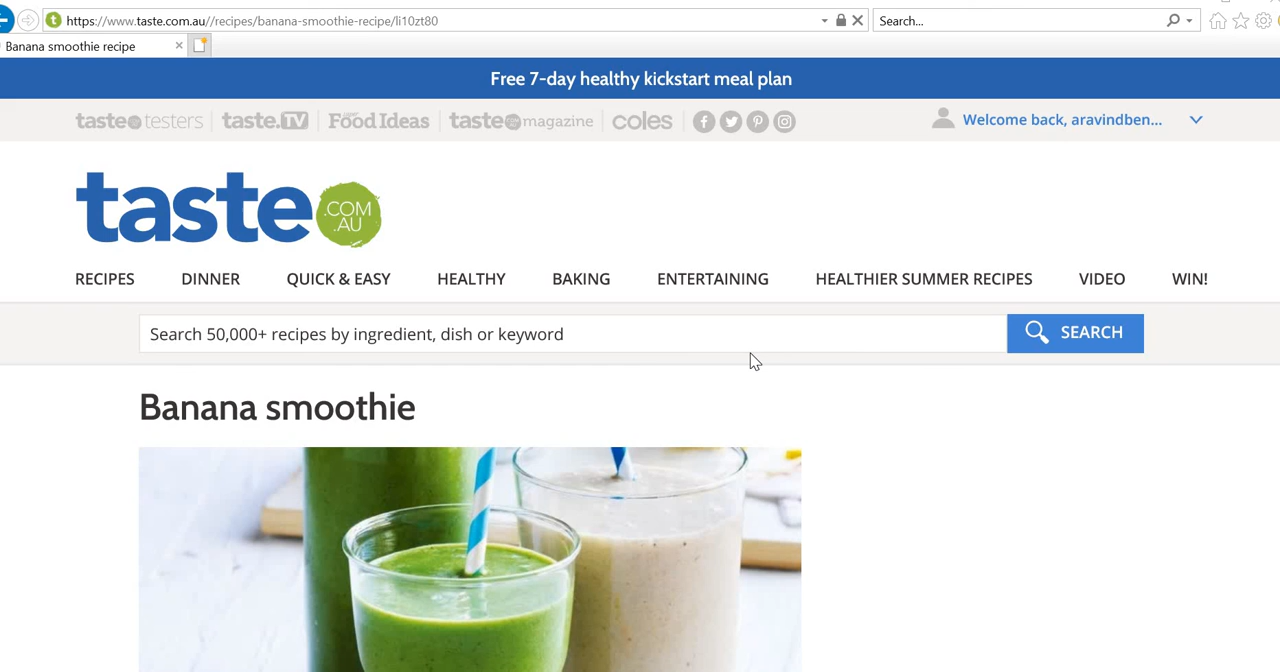 https://www.taste.com.au//recipes/banana-smoothie-recipe/li10zt80
Search...
Banana smoothie recipe
Free 7-day healthy kickstart meal plan
taste testers taste.TV Food Ideas taste magazine coles
Welcome back, aravindben...
taste .COM .AU
RECIPES DINNER QUICK & EASY HEALTHY BAKING ENTERTAINING HEALTHIER SUMMER RECIPES VIDEO WIN!
Search 50,000+ recipes by ingredient, dish or keyword
SEARCH
Banana smoothie